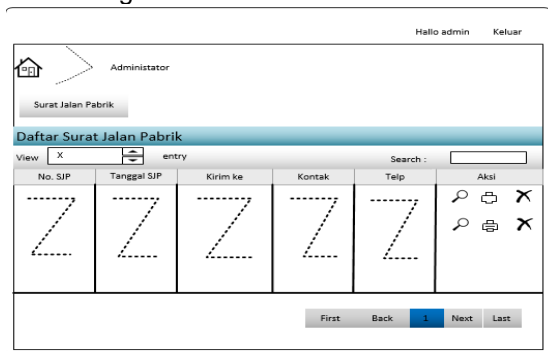 Hallo admin Keluar
Administator
Surat Jalan Pabrik
Daftar Surat Jalan Pabrik
View X entry Search :
No. SJP Tanggal SJP Kirim ke Kontak Telp Aksi
First Back 1 Next Last